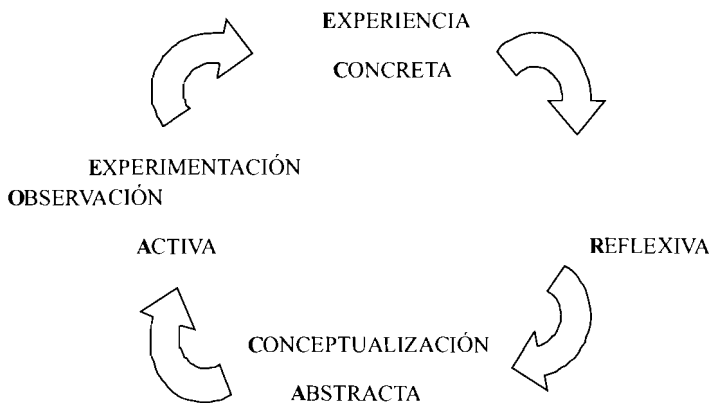 EXPERIENCIA
CONCRETA
EXPERIMENTACIÓN
OBSERVACIÓN
ACTIVA
REFLEXIVA
CONCEPTUALIZACIÓN
ABSTRACTA